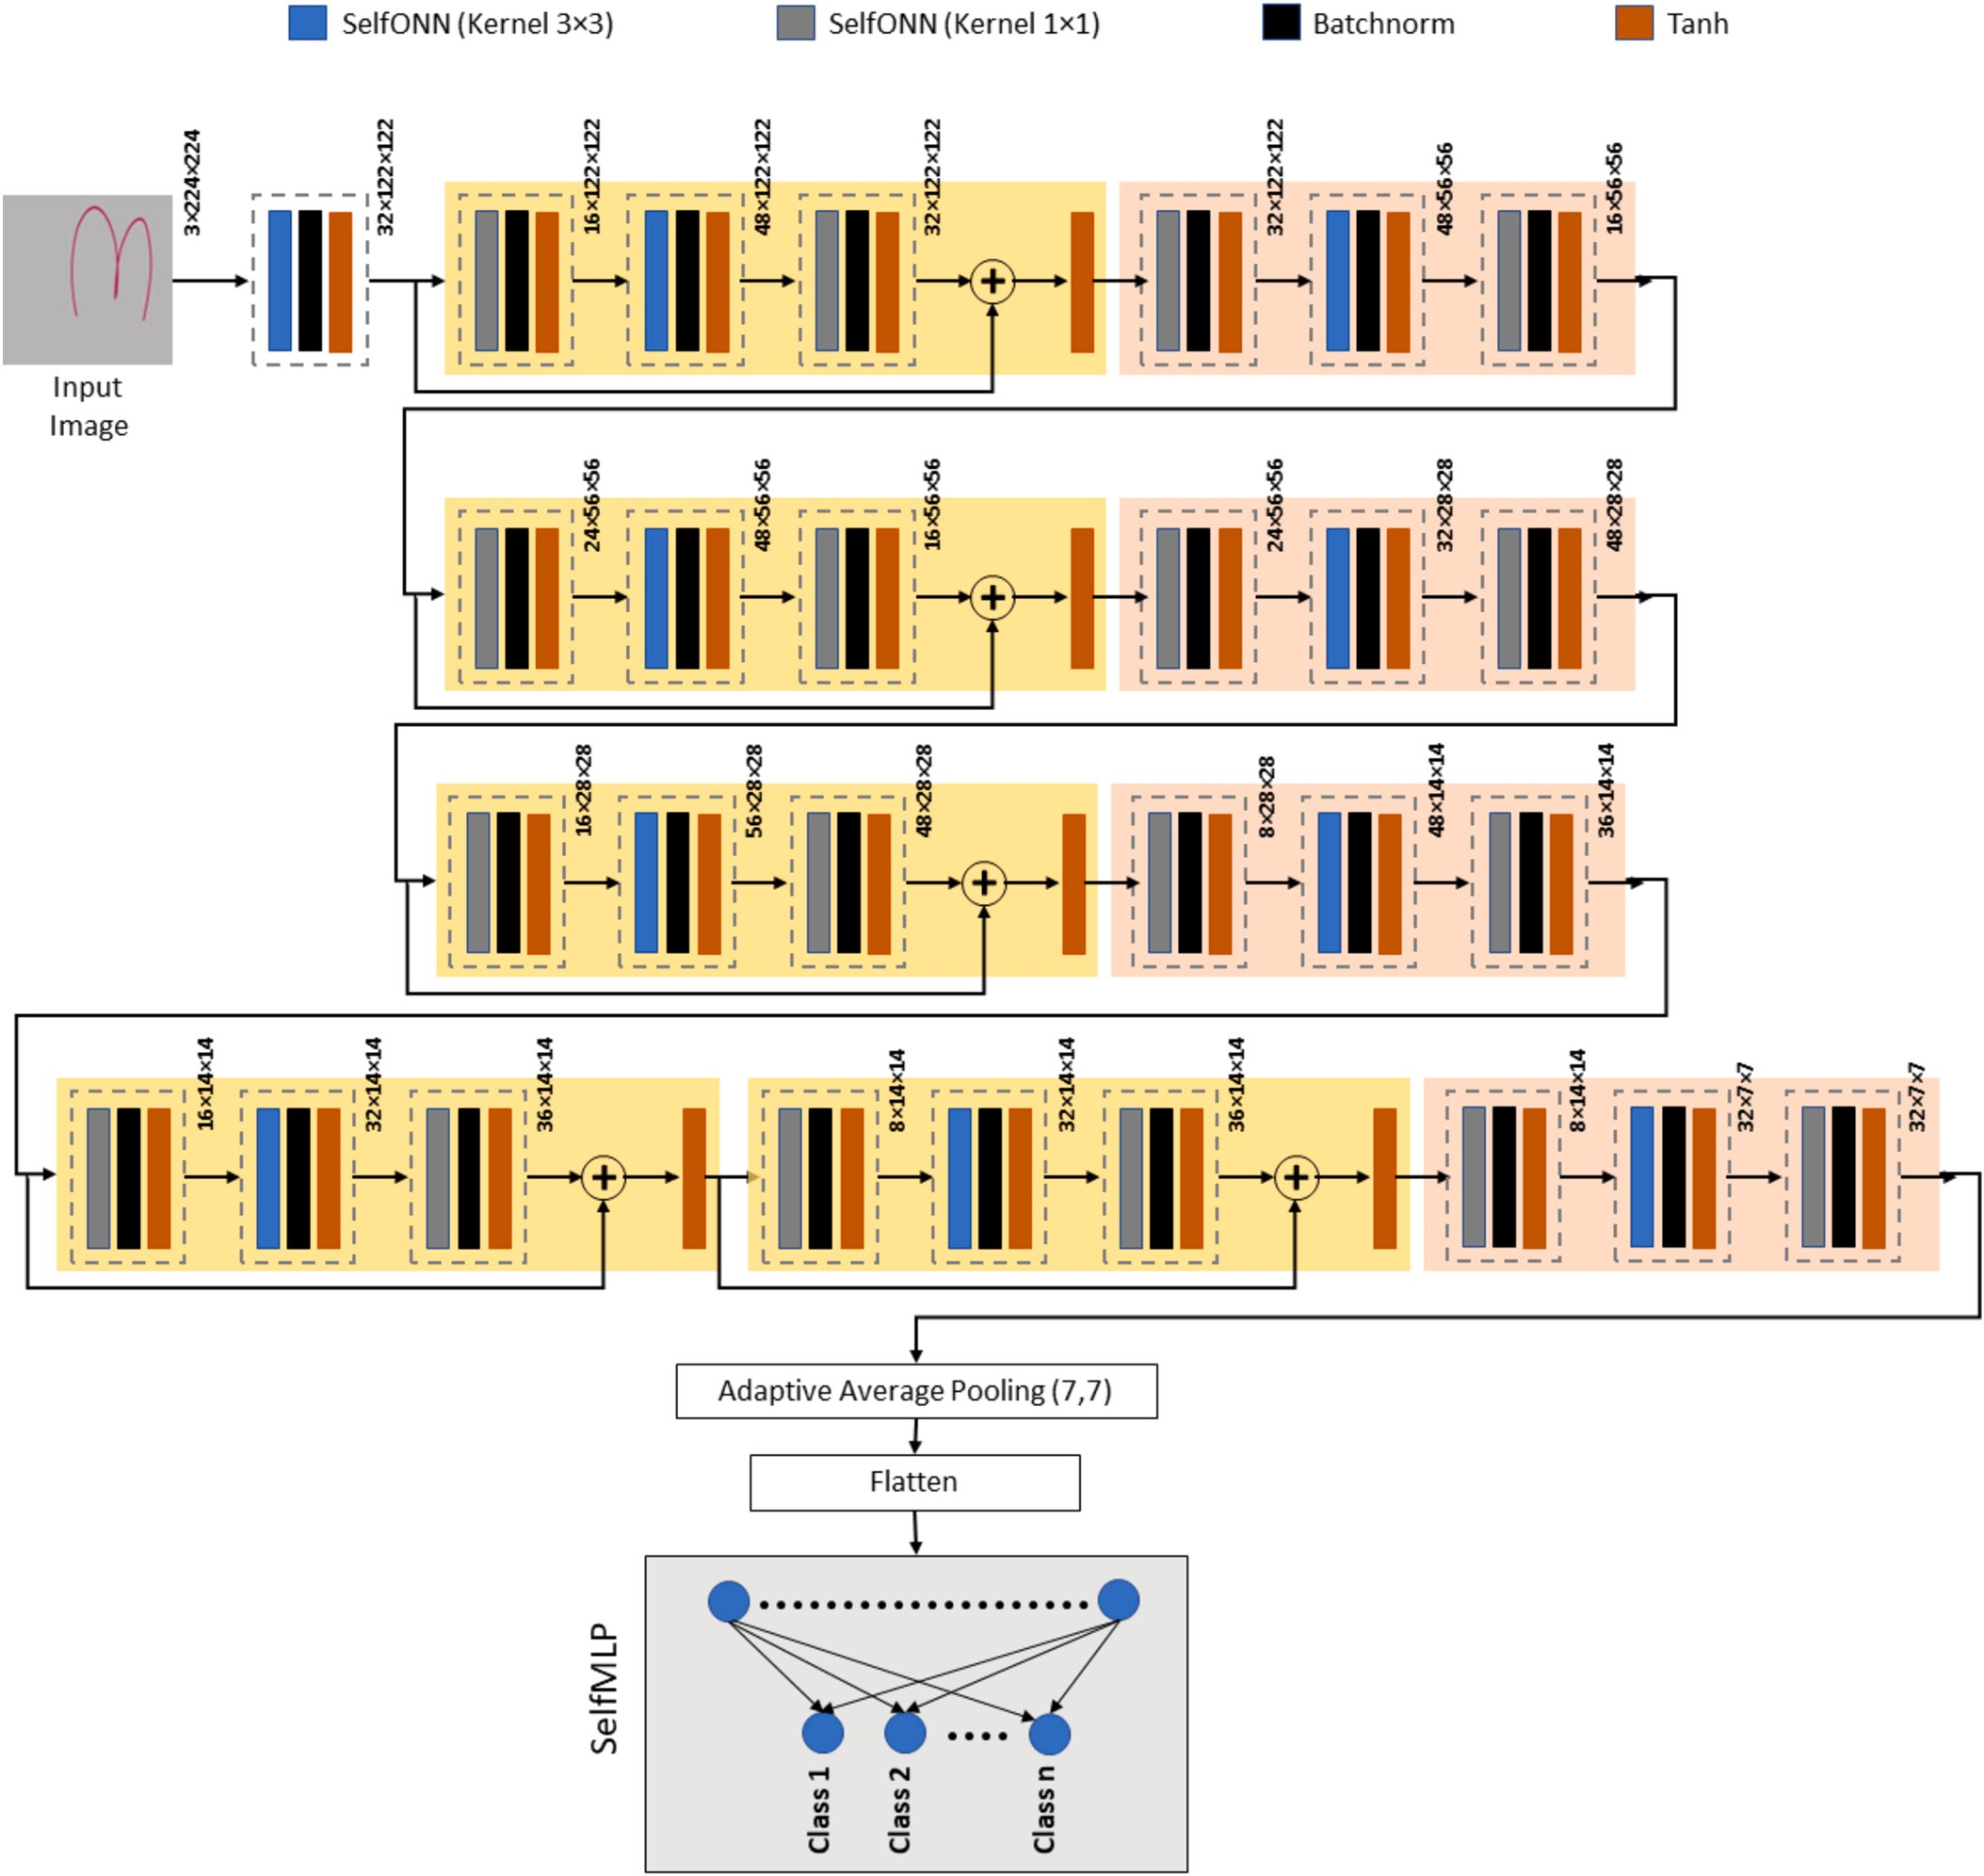 SelfONN (Kernel 3×3)
SelfONN (Kernel 1×1)
Batchnorm
Tanh
3×224×224
32×122×122
16×122×122
48×122×122
32×122×122
32×122×122
48×56×56
16×56×56
Input
Image
24×56×56
48×56×56
16×56×56
24×56×56
32×28×28
48×28×28
16×28×28
56×28×28
48×28×28
8×28×28
48×14×14
36×14×14
16×14×14
32×14×14
36×14×14
8×14×14
32×14×14
36×14×14
8×14×14
32×7×7
32×7×7
Adaptive Average Pooling (7,7)
Flatten
SelfMLP
Class 1
Class 2
Class n